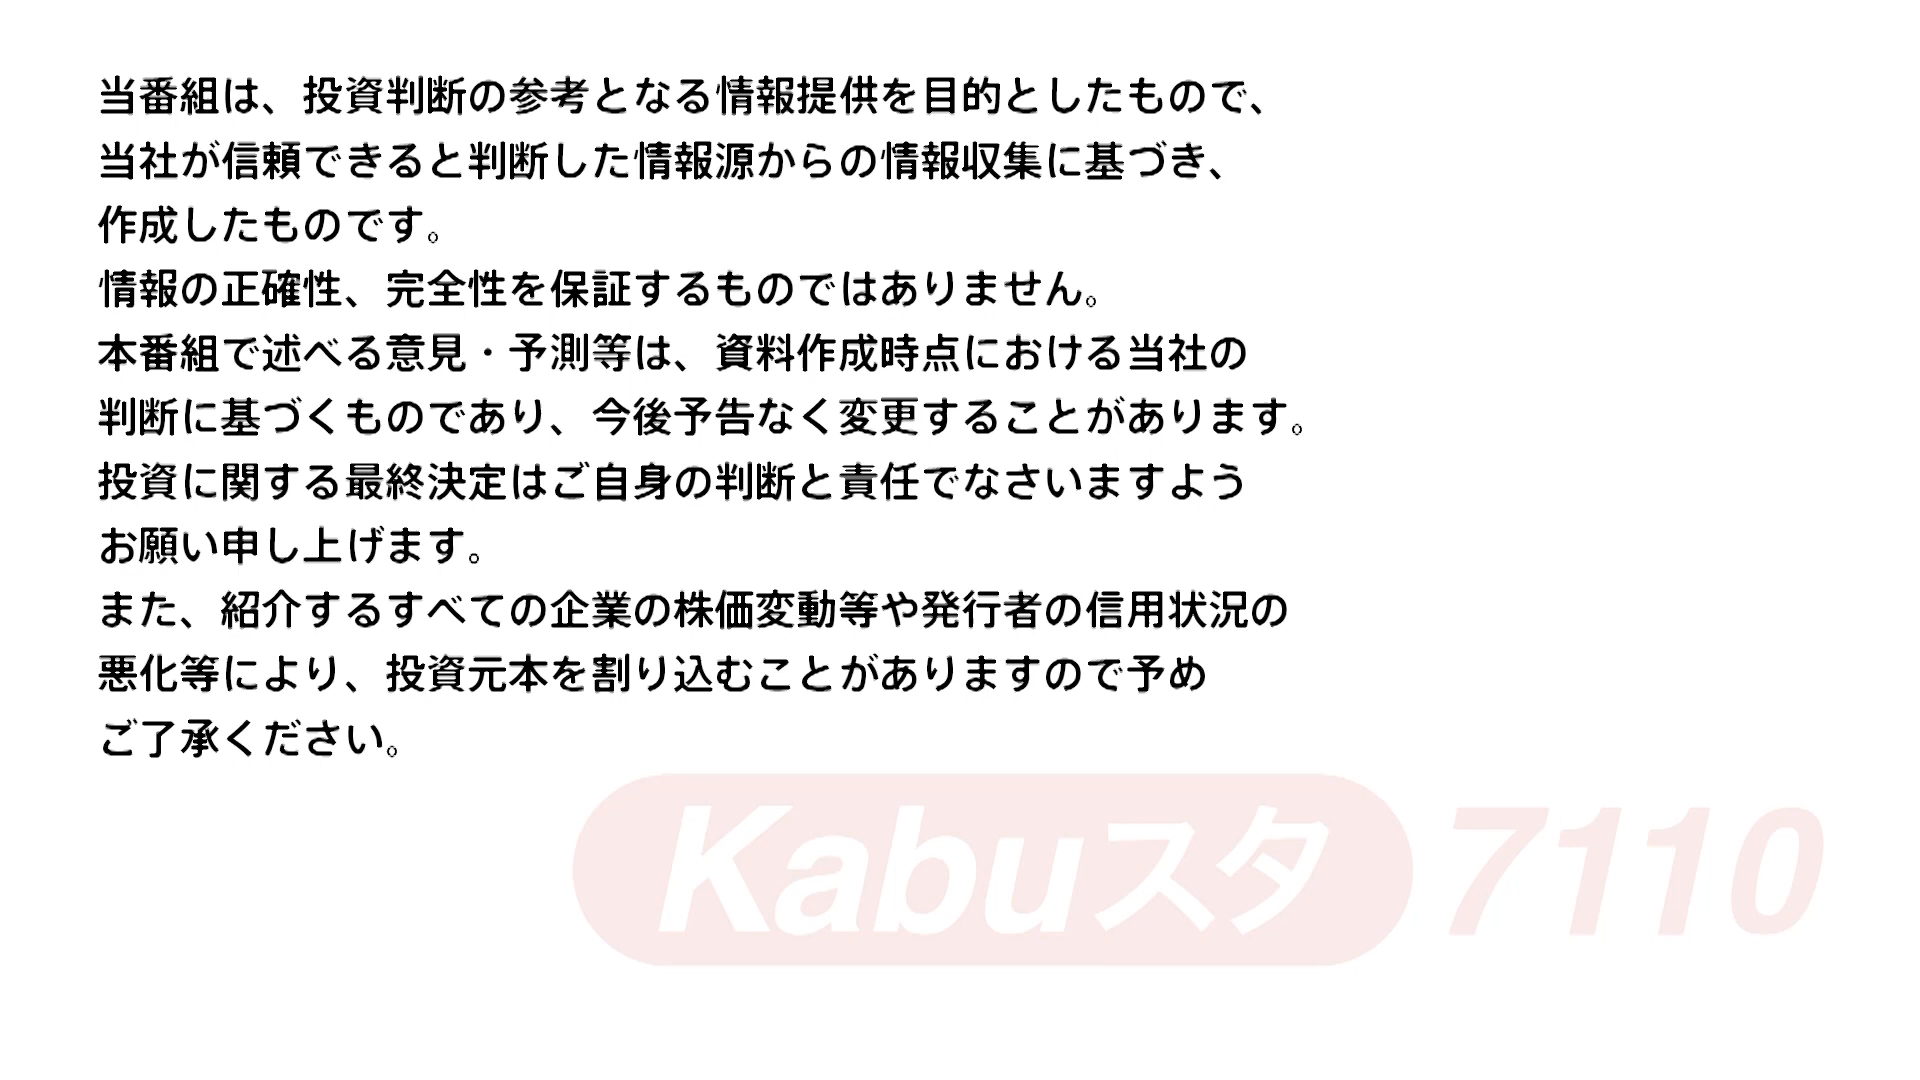 当番組は、投資判断の参考となる情報提供を目的としたもので、
当社が信頼できると判断した情報源からの情報収集に基づき、
作成したものです。
情報の正確性、完全性を保証するものではありません。
本番組で述べる意見・予測等は、資料作成時点における当社の
判断に基づくものであり、今後予告なく変更することがあります。
投資に関する最終決定はご自身の判断と責任でなさいますよう
お願い申し上げます。
また、紹介するすべての企業の株価変動等や発行者の信用状況の
悪化等により、投資元本を割り込むことがありますので予め
ご了承ください。
Kabuスタ 7110